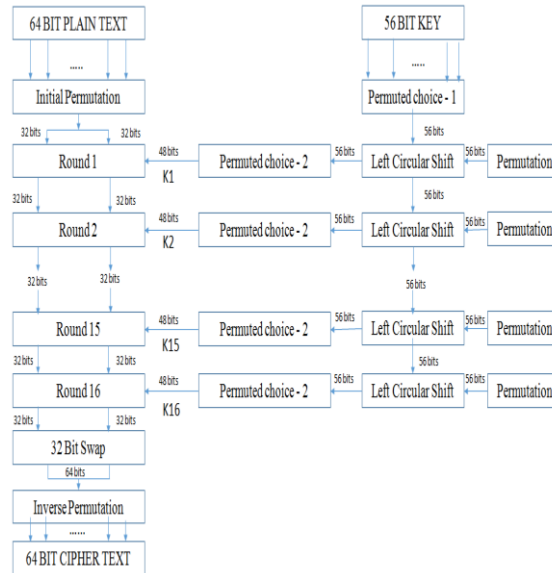 64 BIT PLAIN TEXT 56 BIT KEY
..... .....
Initial Permutation Permuted choice - 1
32 bits 32 bits 56 bits
Round 1 48 bits K1 Permuted choice - 2 56 bits Left Circular Shift 56 bits Permutation
32 bits 32 bits 56 bits
Round 2 48 bits K2 Permuted choice - 2 56 bits Left Circular Shift 56 bits Permutation
32 bits 32 bits 56 bits
Round 15 48 bits K15 Permuted choice - 2 56 bits Left Circular Shift 56 bits Permutation
32 bits 32 bits 56 bits
Round 16 48 bits K16 Permuted choice - 2 56 bits Left Circular Shift 56 bits Permutation
32 bits 32 bits
32 Bit Swap
64 bits
Inverse Permutation
......
64 BIT CIPHER TEXT